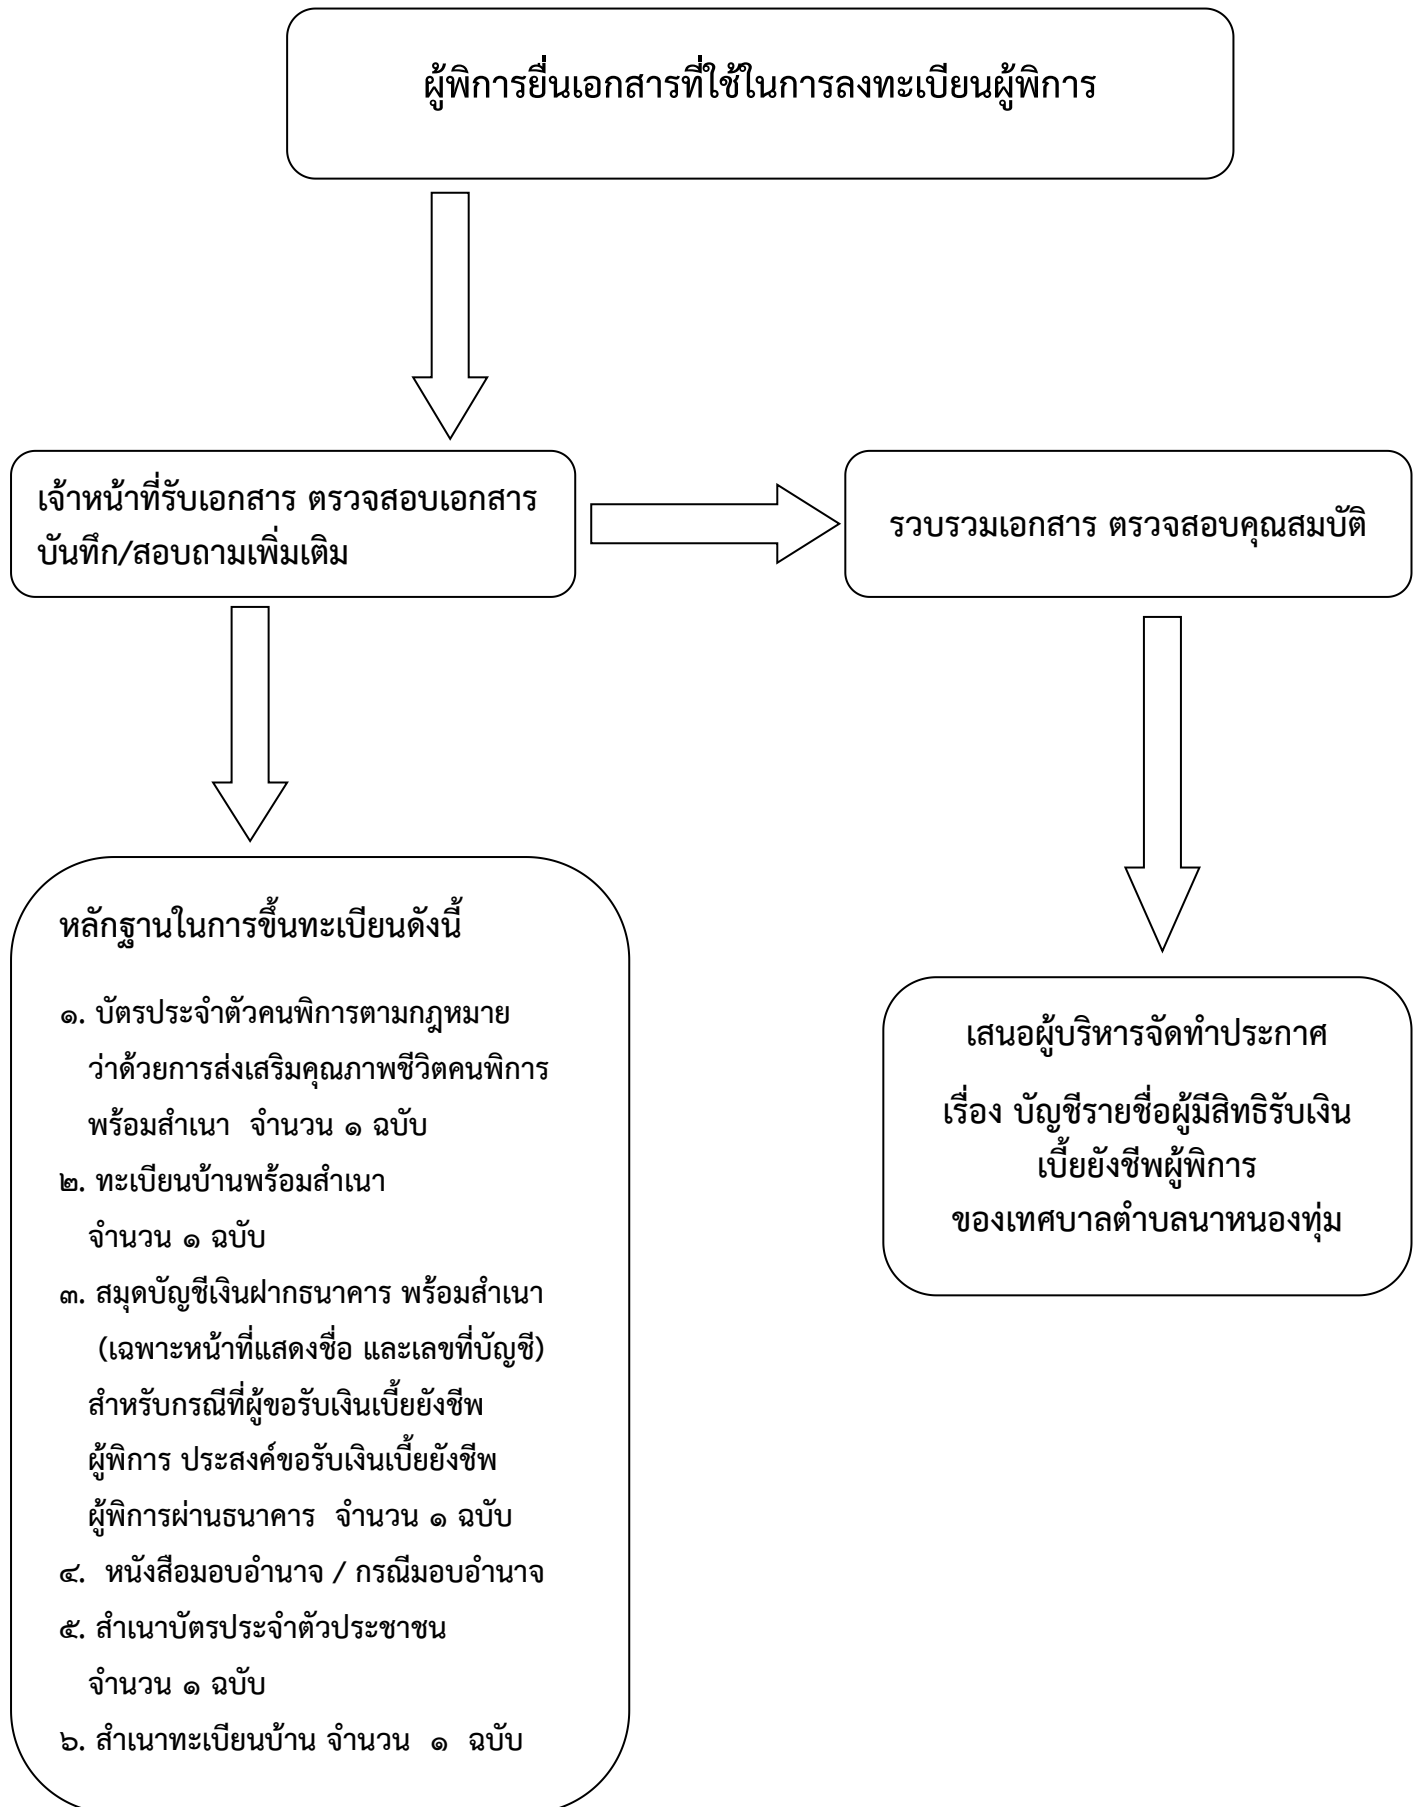 ผู้พิการยื่นเอกสารที่ใช้ในการลงทะเบียนผู้พิการ
เจ้าหน้าที่รับเอกสาร ตรวจสอบเอกสาร
บันทึก/สอบถามเพิ่มเติม
รวบรวมเอกสาร ตรวจสอบคุณสมบัติ
หลักฐานในการขึ้นทะเบียนดังนี้
๑. บัตรประจำตัวคนพิการตามกฎหมาย
ว่าด้วยการส่งเสริมคุณภาพชีวิตคนพิการ
พร้อมสำเนา จำนวน ๑ ฉบับ
๒. ทะเบียนบ้านพร้อมสำเนา
จำนวน ๑ ฉบับ
๓. สมุดบัญชีเงินฝากธนาคาร พร้อมสำเนา
(เฉพาะหน้าที่แสดงชื่อ และเลขที่บัญชี)
สำหรับกรณีที่ผู้ขอรับเงินเบี้ยยังชีพ
ผู้พิการ ประสงค์ขอรับเงินเบี้ยยังชีพ
ผู้พิการผ่านธนาคาร จำนวน ๑ ฉบับ
๔. หนังสือมอบอำนาจ / กรณีมอบอำนาจ
๕. สำเนาบัตรประจำตัวประชาชน
จำนวน ๑ ฉบับ
๖. สำเนาทะเบียนบ้าน จำนวน ๑ ฉบับ
เสนอผู้บริหารจัดทำประกาศ
เรื่อง บัญชีรายชื่อผู้มีสิทธิรับเงิน
เบี้ยยังชีพผู้พิการ
ของเทศบาลตำบลนาหนองทุ่ม